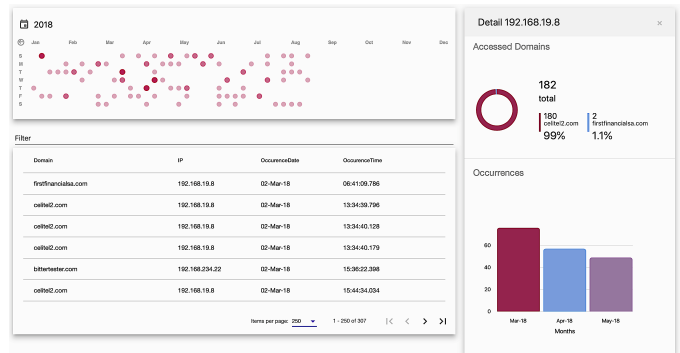 2018
Jan Feb Mar Apr May Jun Jul Aug Sep Oct Nov Dec
S
M
T
W
T
F
S
Filter
Domain IP OccurenceDate OccurenceTime
firstfinancialsa.com 192.168.19.8 02-Mar-18 06:41:09.786
celitel2.com 192.168.19.8 02-Mar-18 13:34:39.796
celitel2.com 192.168.19.8 02-Mar-18 13:34:40.128
celitel2.com 192.168.19.8 02-Mar-18 13:34:40.179
bittertester.com 192.168.234.22 02-Mar-18 15:36:22.398
celitel2.com 192.168.19.8 02-Mar-18 15:44:34.034
Items per page: 250 1 - 250 of 307
Detail 192.168.19.8 ×
Accessed Domains
182
total
180 2
celitel2.com firstfinancialsa.com
99% 1.1%
Occurrences
60
40
20
0
Mar-18 Apr-18 May-18
Months